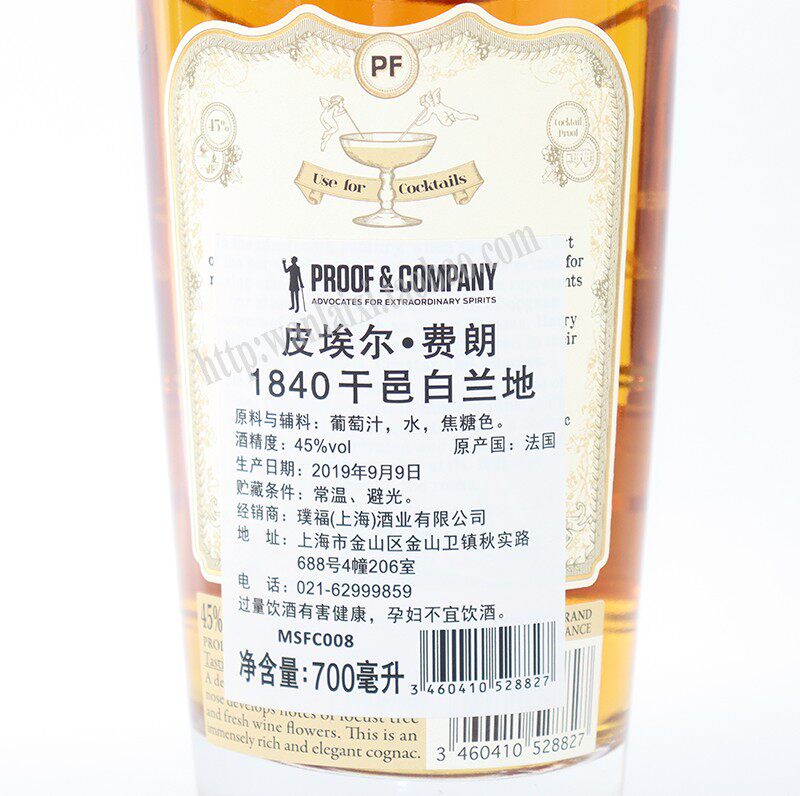 PF
45%
Cocktail
Proof
Use for Cocktails
for
PROOF & COMPANY
ADVOCATES FOR EXTRAORDINARY SPIRITS
皮埃尔·费朗
1840干邑白兰地
原料与辅料：葡萄汁，水，焦糖色。
酒精度：45%vol 原产国：法国
生产日期：2019年9月9日
贮藏条件：常温、避光。
经销商：璞福(上海)酒业有限公司
地 址：上海市金山区金山卫镇秋实路
688号4幢206室
电 话：021-62999859
过量饮酒有害健康，孕妇不宜饮酒。
MSFC008
净含量:700毫升
3 460410 528827
45%
nose develops notes of locust tree
and fresh wine flowers. This is an
immensely rich and elegant cognac.
3 460410 528827